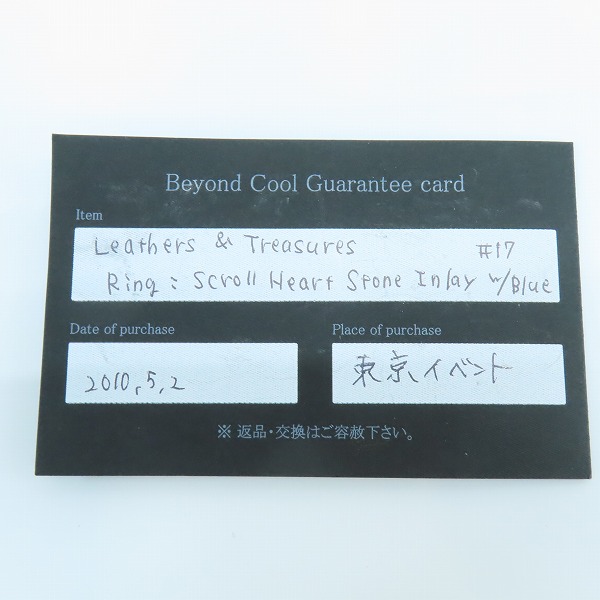 Beyond Cool Guarantee card
Item
Leathers & Treasures #17
Ring : Scroll Heart Stone Inlay w/Blue
Date of purchase
Place of purchase
2010.5.2
東京イベント
※ 返品・交換はご容赦下さい。